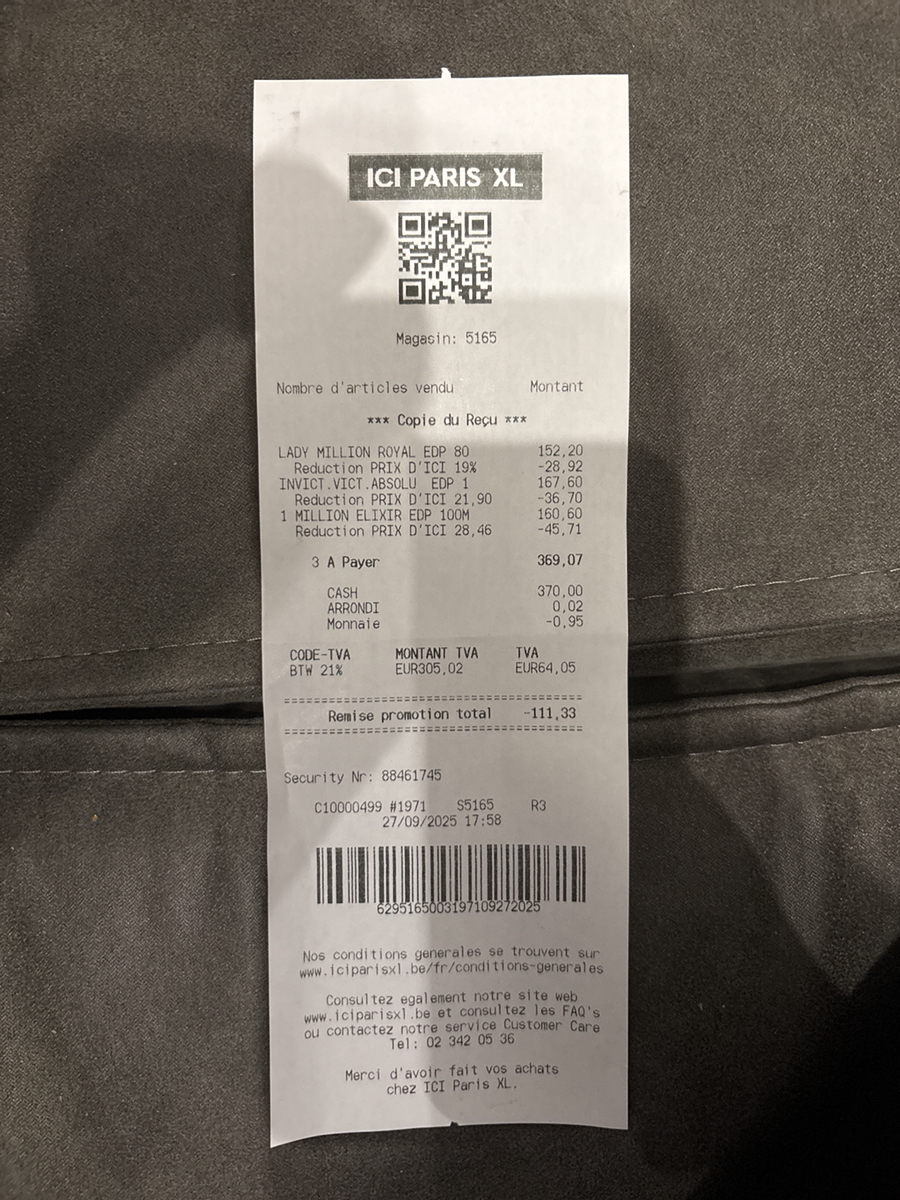 ICI PARIS XL
Magasin: 5165
Nombre d'articles vendu Montant
*** Copie du Reçu ***
LADY MILLION ROYAL EDP 80 152,20
Reduction PRIX D'ICI 19% -28,92
INVICT.VICT.ABSOLU EDP 1 167,60
Reduction PRIX D'ICI 21,90 -36,70
1 MILLION ELIXIR EDP 100M 160,60
Reduction PRIX D'ICI 28,46 -45,71
3 A Payer 369,07
CASH 370,00
ARRONDI 0,02
Monnaie -0,95
CODE-TVA MONTANT TVA TVA
BTW 21% EUR305,02 EUR64,05
======================================
Remise promotion total -111,33
======================================
Security Nr: 88461745
C10000499 #1971 S5165 R3
27/09/2025 17:58
6295165003197109272025
Nos conditions generales se trouvent sur
www.iciparisxl.be/fr/conditions-generales
Consultez egalement notre site web
www.iciparisxl.be et consultez les FAQ's
ou contactez notre service Customer Care
Tel: 02 342 05 36
Merci d'avoir fait vos achats
chez ICI Paris XL.